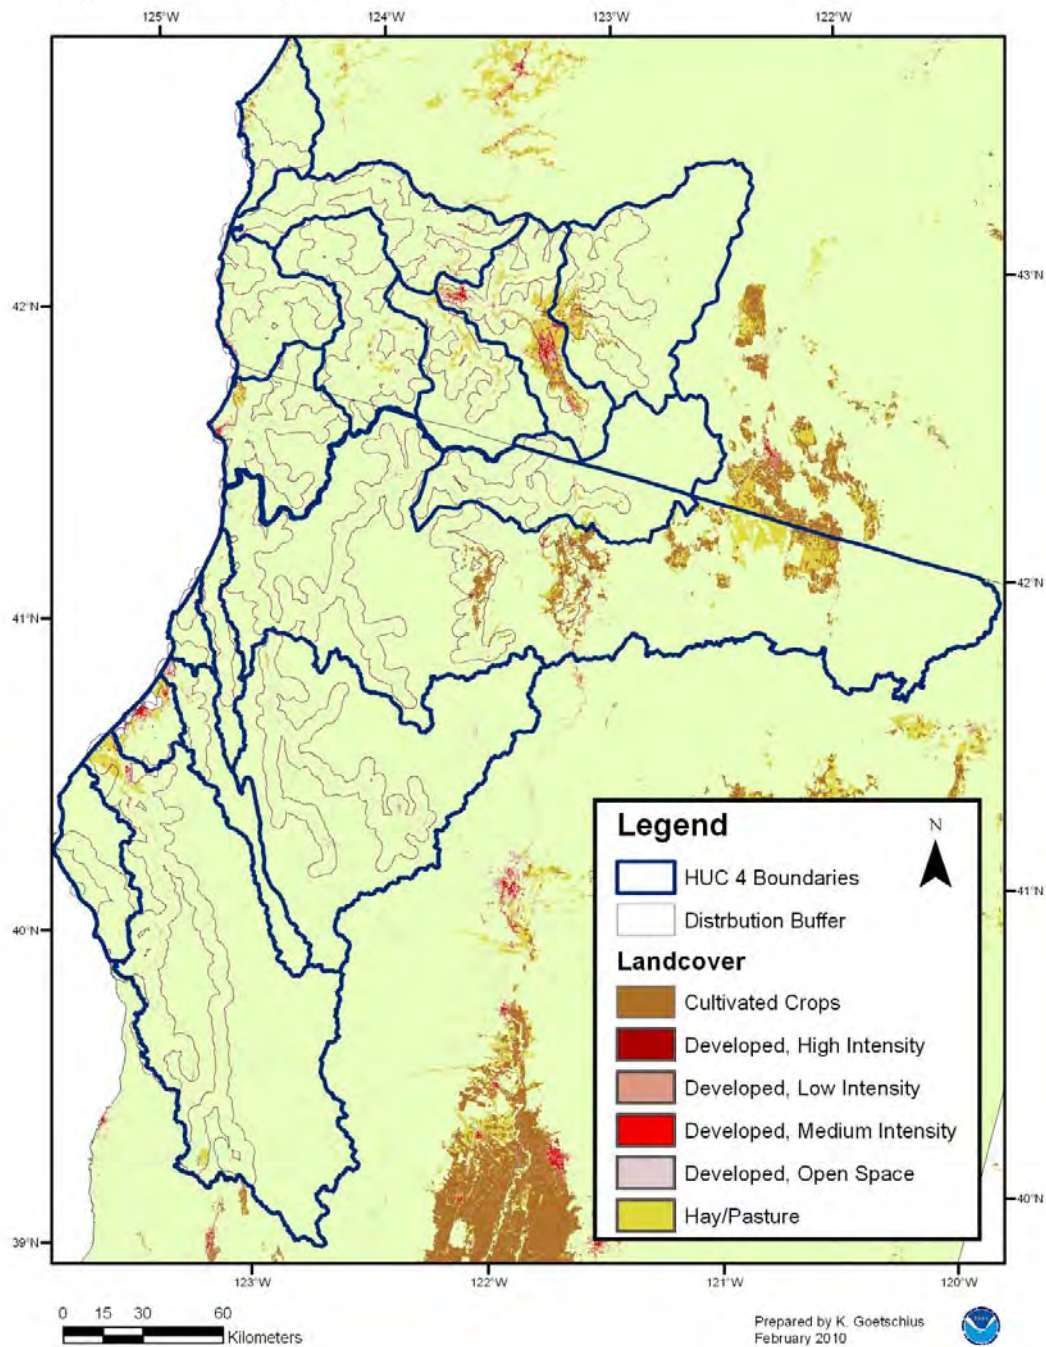 125°W 124°W 123°W 122°W
43°N
42°N
42°N
41°N
Legend
N
HUC 4 Boundaries
Distrbution Buffer
41°N
40°N
Landcover
Cultivated Crops
Developed, High Intensity
Developed, Low Intensity
Developed, Medium Intensity
Developed, Open Space
40°N
Hay/Pasture
39°N
123°W 122°W 121°W 120°W
0 15 30 60
Kilometers
Prepared by K. Goetschius
February 2010